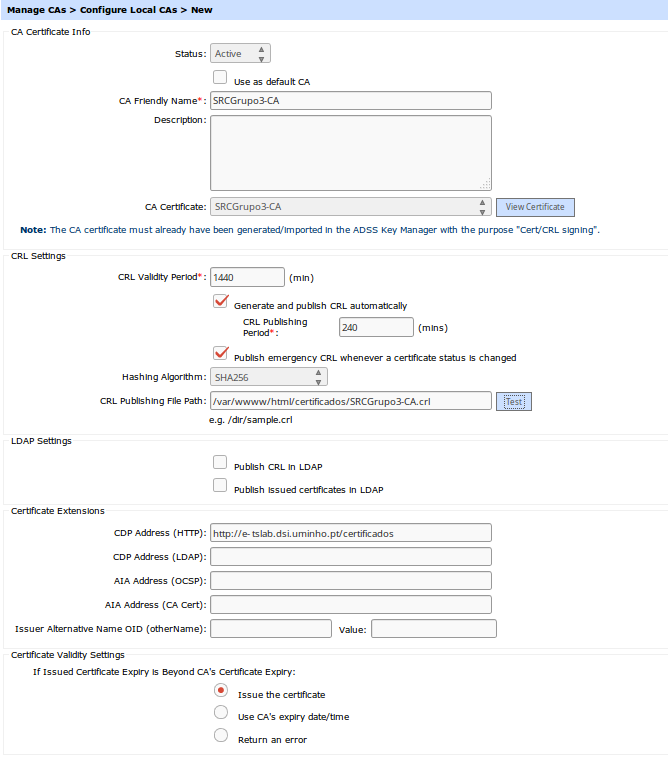 Manage CAs > Configure Local CAs > New
CA Certificate Info
Status: Active
Use as default CA
CA Friendly Name*: SRCGrupo3-CA
Description:
CA Certificate: SRCGrupo3-CA View Certificate
Note: The CA certificate must already have been generated/imported in the ADSS Key Manager with the purpose "Cert/CRL signing".
CRL Settings
CRL Validity Period*: 1440 (min)
Generate and publish CRL automatically
CRL Publishing
Period*: 240 (mins)
Publish emergency CRL whenever a certificate status is changed
Hashing Algorithm: SHA256
CRL Publishing File Path: /var/wwww/html/certificados/SRCGrupo3-CA.crl Test
e.g. /dir/sample.crl
LDAP Settings
Publish CRL in LDAP
Publish issued certificates in LDAP
Certificate Extensions
CDP Address (HTTP): http://e-tslab.dsi.uminho.pt/certificados
CDP Address (LDAP):
AIA Address (OCSP):
AIA Address (CA Cert):
Issuer Alternative Name OID (otherName): Value:
Certificate Validity Settings
If Issued Certificate Expiry is Beyond CA's Certificate Expiry:
Issue the certificate
Use CA's expiry date/time
Return an error